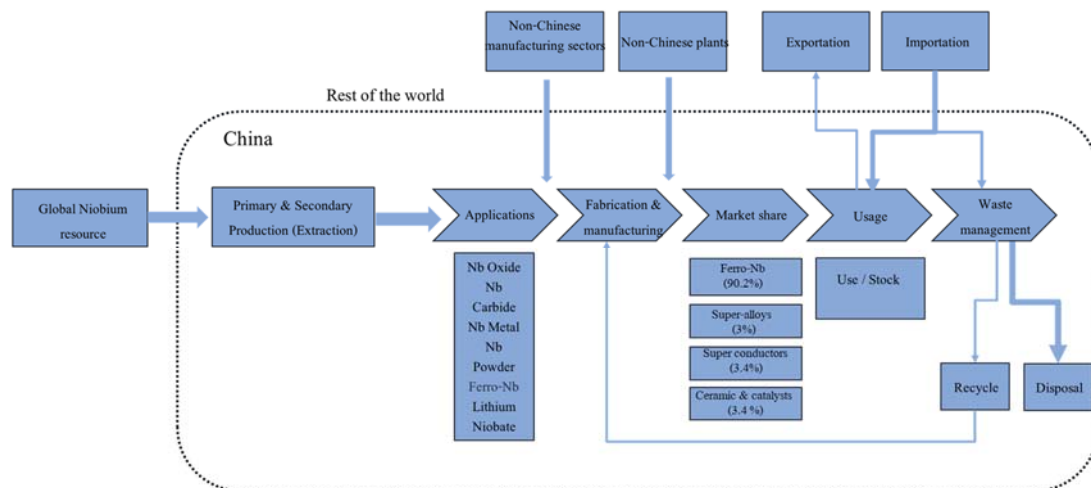 Non-Chinese
manufacturing sectors
Non-Chinese plants
Exportation
Importation
Rest of the world
China
Global Niobium
resource
Primary & Secondary
Production (Extraction)
Applications
Fabrication &
manufacturing
Market share
Usage
Waste
management
Nb Oxide
Nb
Carbide
Nb Metal
Nb
Powder
Ferro-Nb
Lithium
Niobate
Ferro-Nb
(90.2%)
Super-alloys
(3%)
Super conductors
(3.4%)
Ceramic & catalysts
(3.4 %)
Use / Stock
Recycle
Disposal